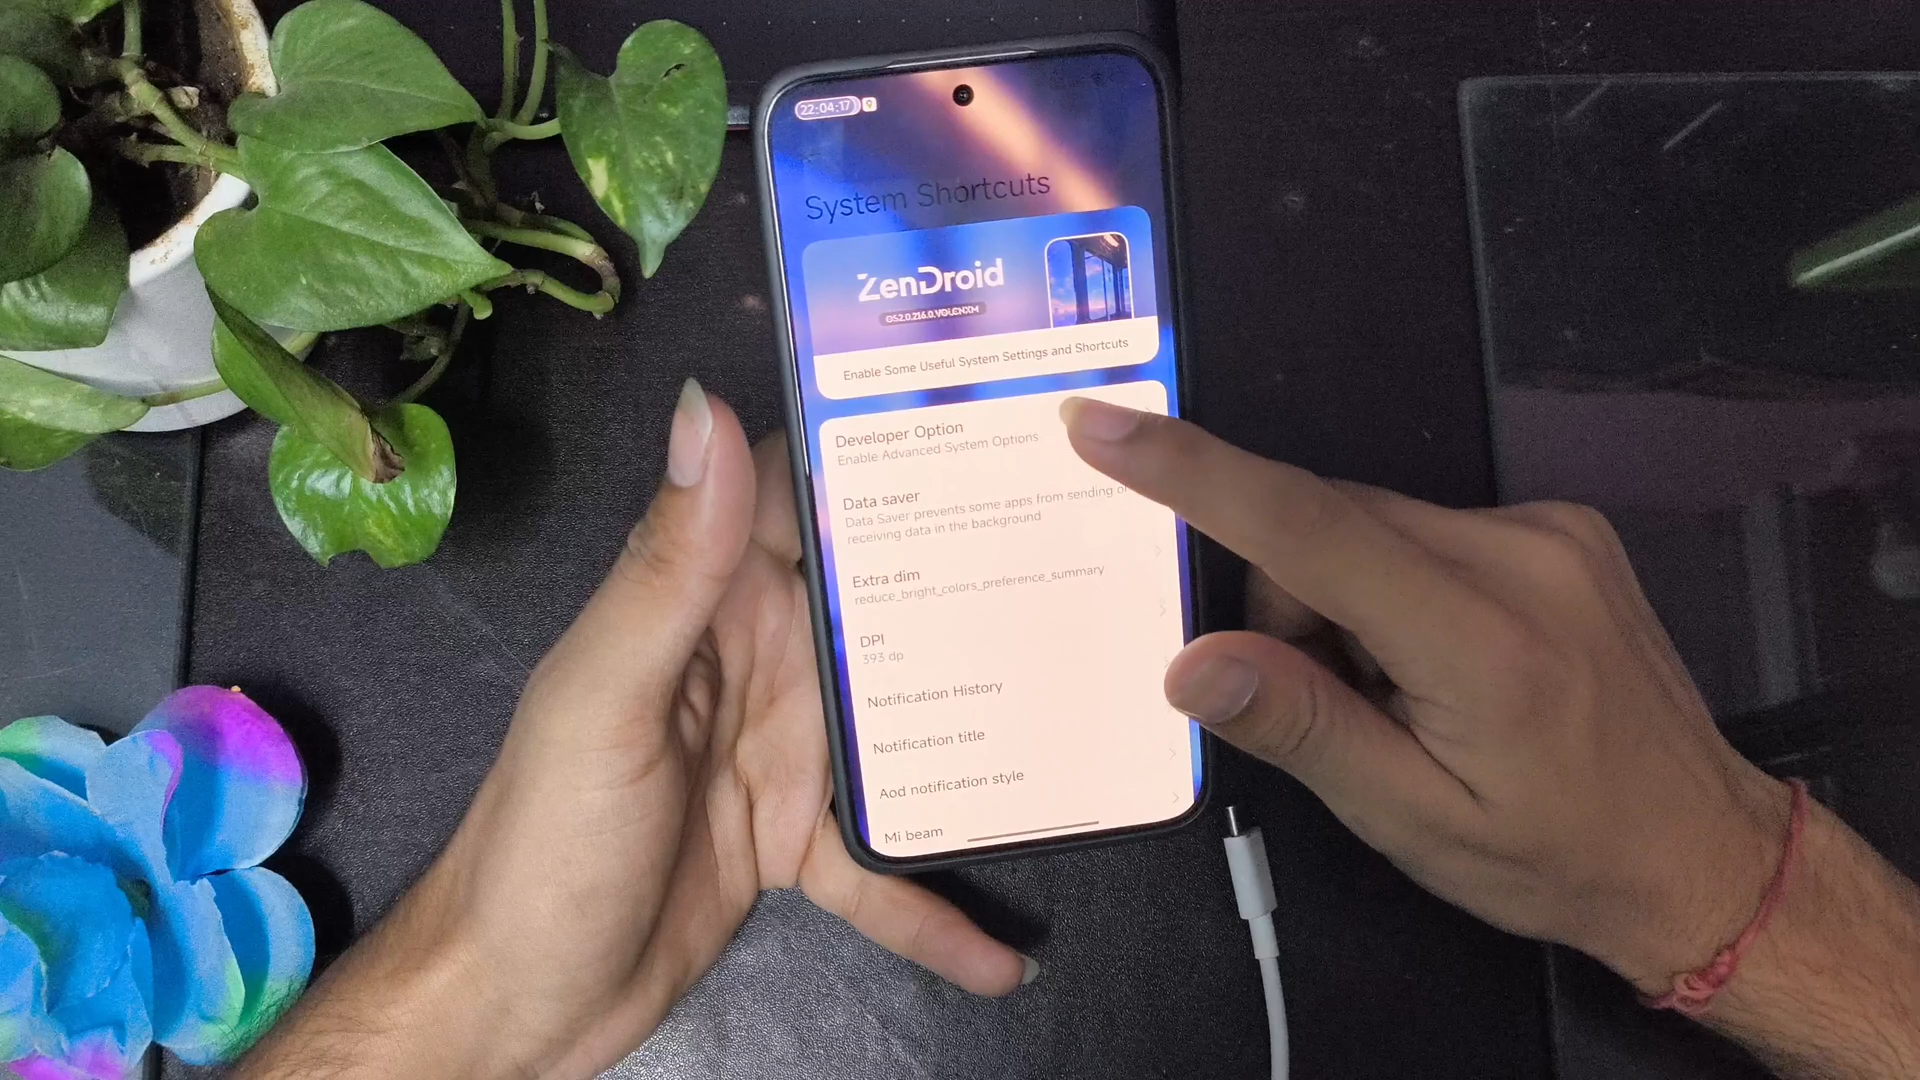 22:04:17
System Shortcuts
ZenDroid
Enable Some Useful System Settings and Shortcuts
Developer Option
Enable Advanced System Options
Data saver
Data Saver prevents some apps from sending or
receiving data in the background
Extra dim
reduce_bright_colors_preference_summary
DPI
393 dp
Notification History
Notification title
Aod notification style
Mi beam